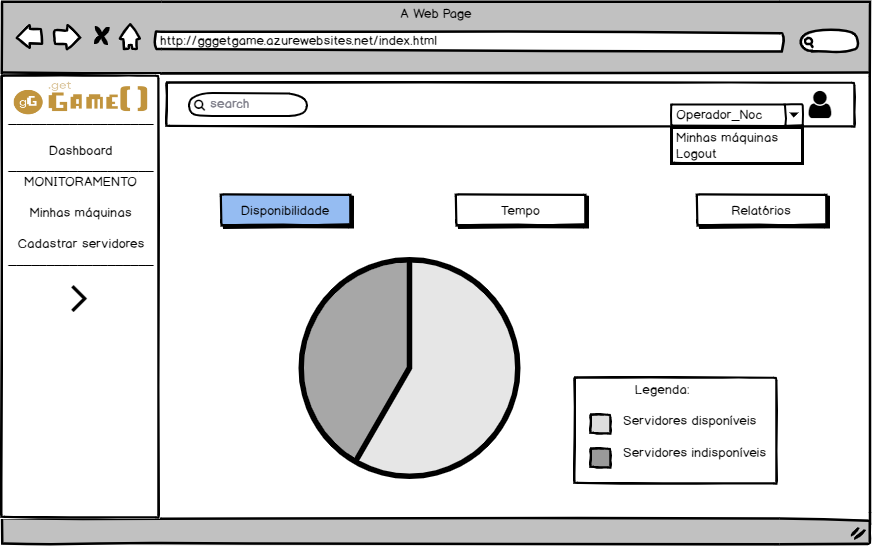 A Web Page
http://gggetgame.azurewebsites.net/index.html
.get
gG GAME()
search
Operador_Noc
Minhas máquinas
Logout
Dashboard
MONITORAMENTO
Minhas máquinas
Cadastrar servidores
Disponibilidade
Tempo
Relatórios
Legenda:
Servidores disponíveis
Servidores indisponíveis